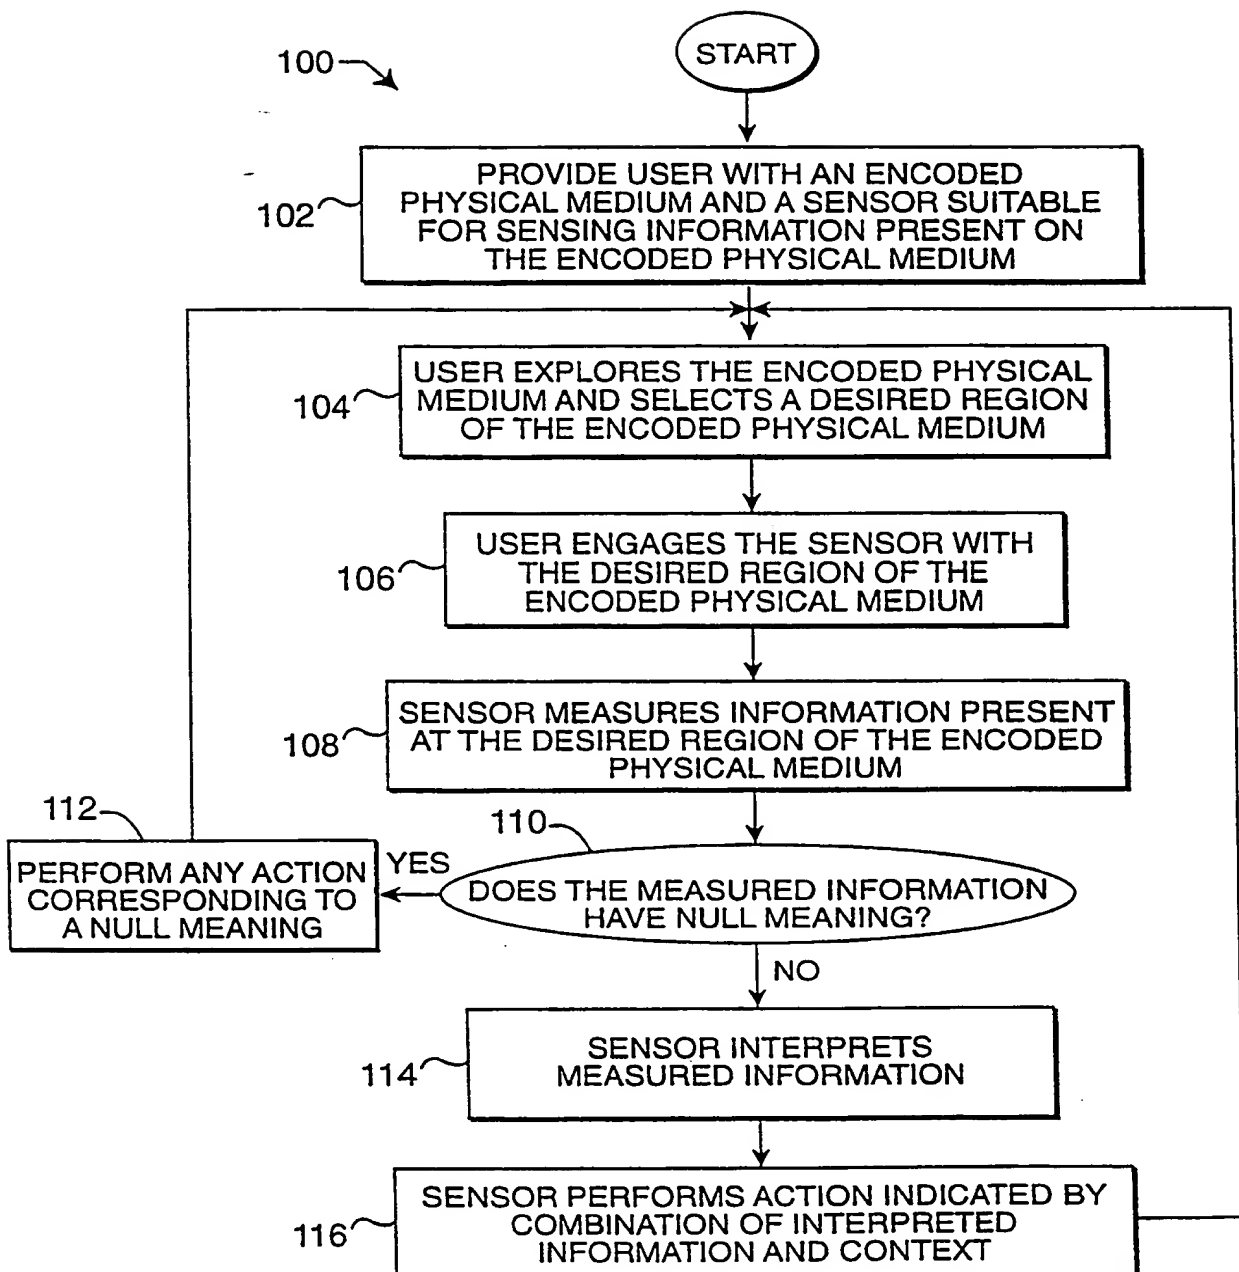 START
100
PROVIDE USER WITH AN ENCODED
PHYSICAL MEDIUM AND A SENSOR SUITABLE
FOR SENSING INFORMATION PRESENT ON
THE ENCODED PHYSICAL MEDIUM
102
USER EXPLORES THE ENCODED PHYSICAL
MEDIUM AND SELECTS A DESIRED REGION
OF THE ENCODED PHYSICAL MEDIUM
104
USER ENGAGES THE SENSOR WITH
THE DESIRED REGION OF THE
ENCODED PHYSICAL MEDIUM
106
SENSOR MEASURES INFORMATION PRESENT
AT THE DESIRED REGION OF THE ENCODED
PHYSICAL MEDIUM
108
110
DOES THE MEASURED INFORMATION
HAVE NULL MEANING?
YES
112
PERFORM ANY ACTION
CORRESPONDING TO
A NULL MEANING
NO
SENSOR INTERPRETS
MEASURED INFORMATION
114
SENSOR PERFORMS ACTION INDICATED BY
COMBINATION OF INTERPRETED
INFORMATION AND CONTEXT
116